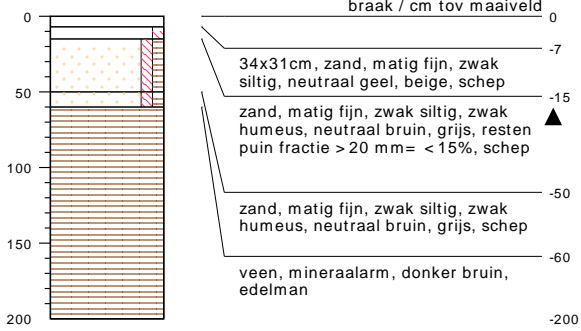 braak / cm tov maaiveld
0
0
-7
34x31cm, zand, matig fijn, zwak
siltig, neutraal geel, beige, schep
-15
zand, matig fijn, zwak siltig, zwak
humeus, neutraal bruin, grijs, resten
puin fractie >20 mm= <15%, schep
50
-50
zand, matig fijn, zwak siltig, zwak
humeus, neutraal bruin, grijs, schep
-60
veen, mineraalarm, donker bruin,
edelman
100
150
200
-200